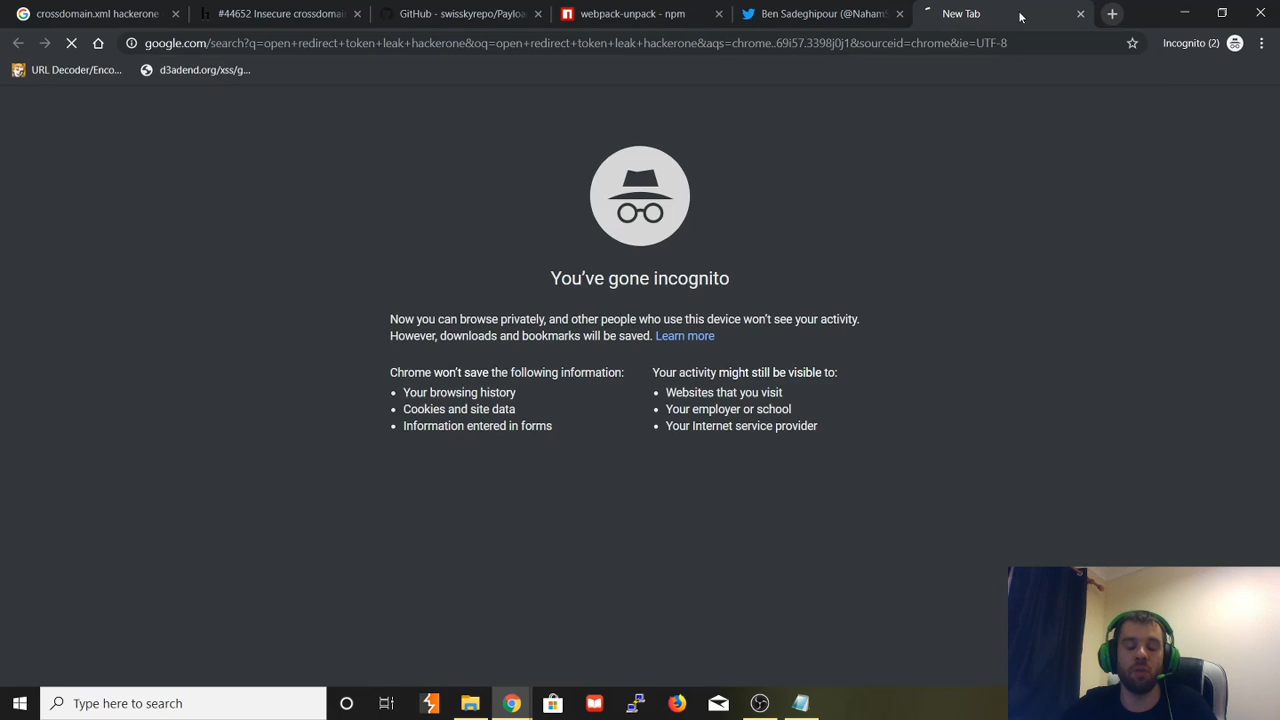 crossdomain.xml hackerone
#44652 Insecure crossdomai
GitHub - swisskyrepo/Payloa
webpack-unpack - npm
Ben Sadeghipour (@NahamS
New Tab
google.com/search?q=open+redirect+token+leak+hackerone&oq=open+redirect+token+leak+hackerone&aqs=chrome..69i57.3398j0j1&sourceid=chrome&ie=UTF-8
Incognito (2)
URL Decoder/Enco...
d3adend.org/xss/g...
You've gone incognito
Now you can browse privately, and other people who use this device won't see your activity.
However, downloads and bookmarks will be saved. Learn more
Chrome won't save the following information:
• Your browsing history
• Cookies and site data
• Information entered in forms
Your activity might still be visible to:
• Websites that you visit
• Your employer or school
• Your Internet service provider
Type here to search